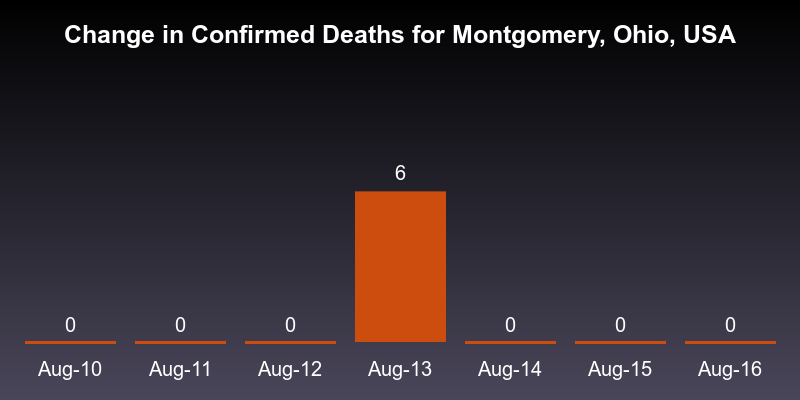 Change in Confirmed Deaths for Montgomery, Ohio, USA
6
0 0 0 0 0 0
Aug-10 Aug-11 Aug-12 Aug-13 Aug-14 Aug-15 Aug-16